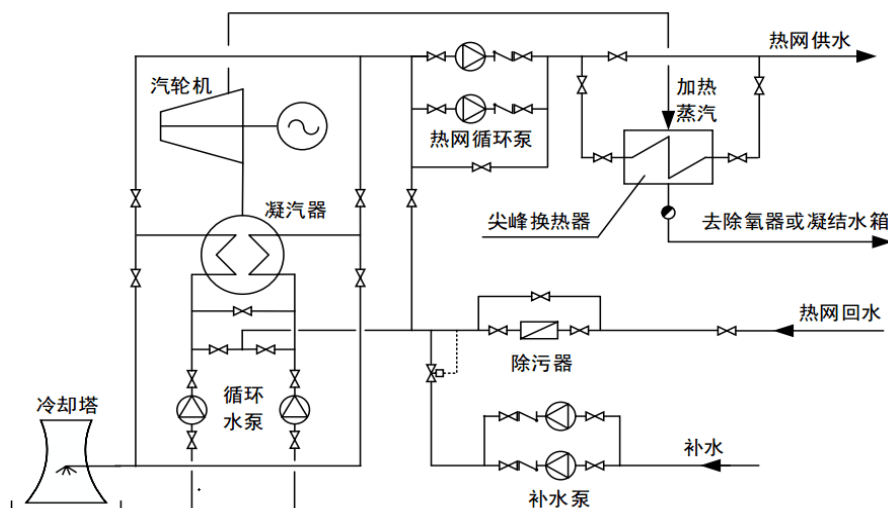 热网供水
汽轮机
加热
蒸汽
热网循环泵
凝汽器
尖峰换热器
去除氧器或凝结水箱
热网回水
除污器
循环
水泵
冷却塔
补水
补水泵